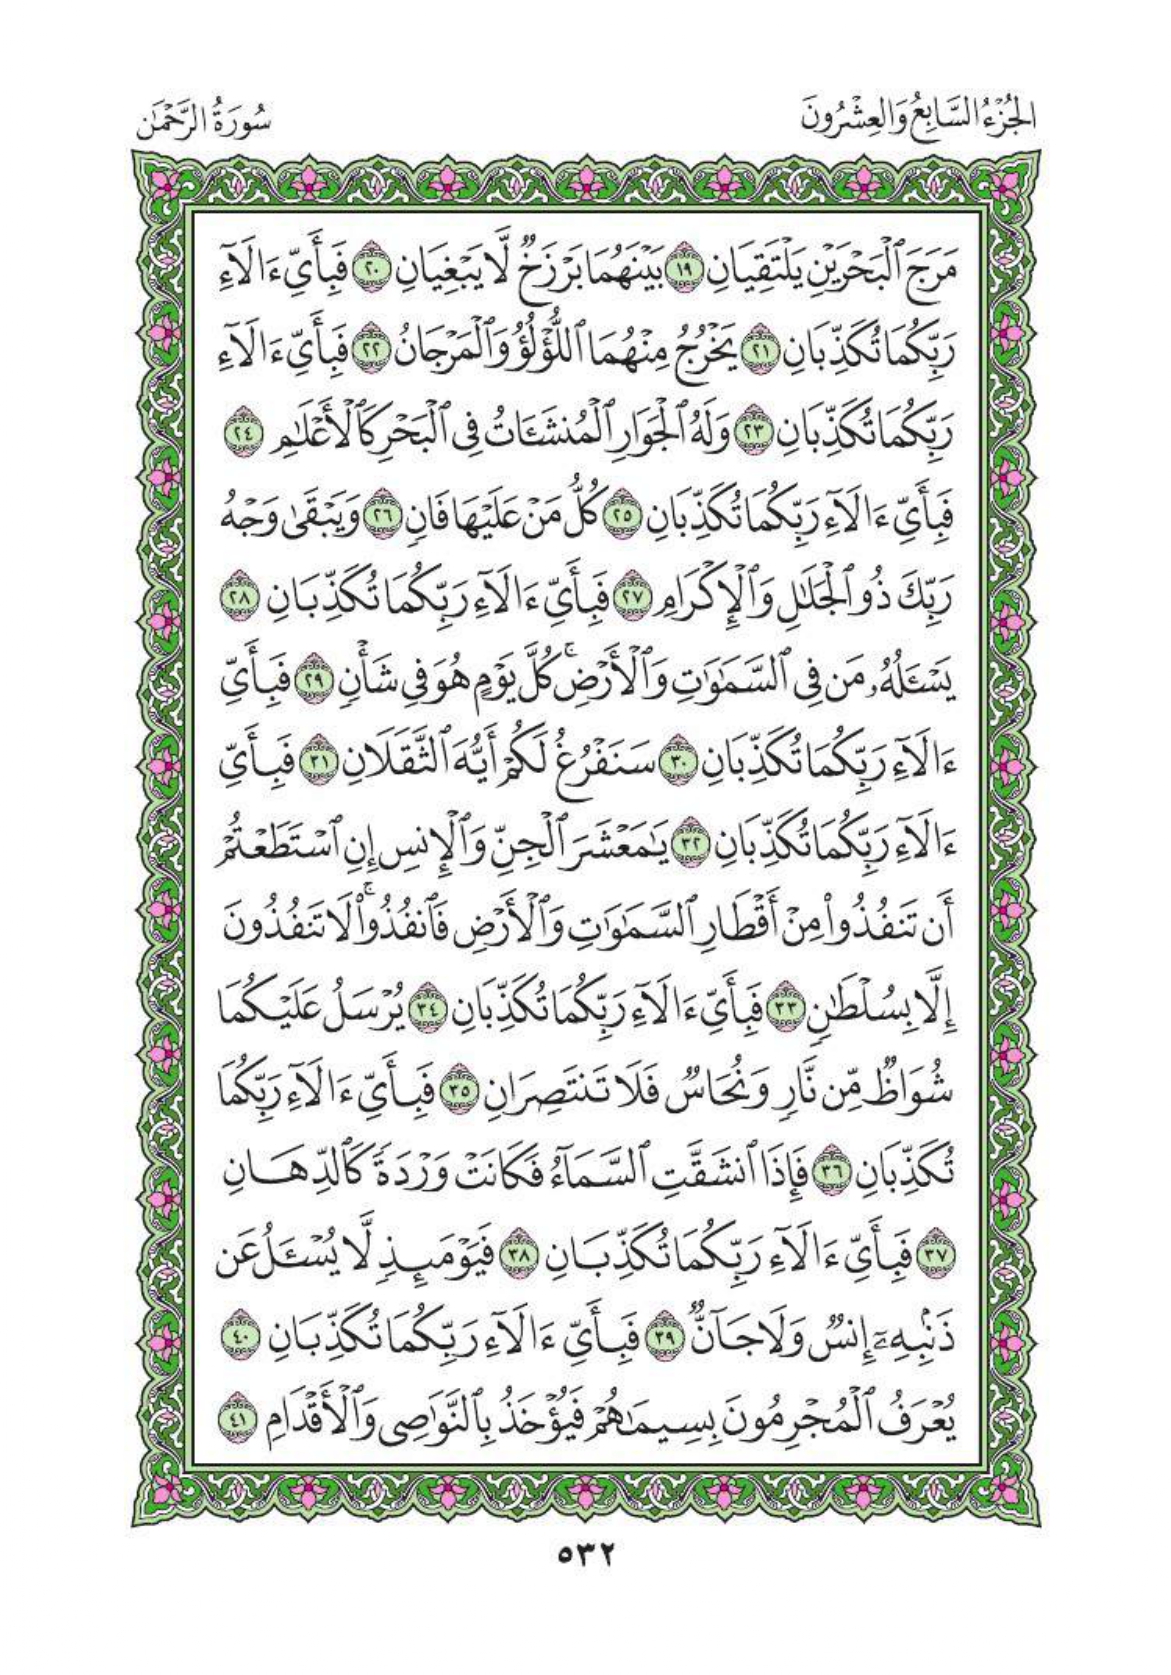 الجُزْءُ السَّابِعُ وَالعِشْرُونَ
سُورَةُ الرَّحْمَٰن
مَرَجَ ٱلْبَحْرَيْنِ يَلْتَقِيَانِ ١٩ بَيْنَهُمَا بَرْزَخٌ لَّا يَبْغِيَانِ ٢٠ فَبِأَيِّ ءَالَآءِ
رَبِّكُمَا تُكَذِّبَانِ ٢١ يَخْرُجُ مِنْهُمَا ٱللُّؤْلُؤُ وَٱلْمَرْجَانُ ٢٢ فَبِأَيِّ ءَالَآءِ
رَبِّكُمَا تُكَذِّبَانِ ٢٣ وَلَهُ ٱلْجَوَارِ ٱلْمُنشَـَٔاتُ فِى ٱلْبَحْرِ كَٱلْأَعْلَٰمِ ٢٤
فَبِأَيِّ ءَالَآءِ رَبِّكُمَا تُكَذِّبَانِ ٢٥ كُلُّ مَنْ عَلَيْهَا فَانٍ ٢٦ وَيَبْقَىٰ وَجْهُ
رَبِّكَ ذُو ٱلْجَلَٰلِ وَٱلْإِكْرَامِ ٢٧ فَبِأَيِّ ءَالَآءِ رَبِّكُمَا تُكَذِّبَانِ ٢٨
يَسْـَٔلُهُۥ مَن فِى ٱلسَّمَٰوَٰتِ وَٱلْأَرْضِ ۚ كُلَّ يَوْمٍ هُوَ فِى شَأْنٍ ٢٩ فَبِأَيِّ
ءَالَآءِ رَبِّكُمَا تُكَذِّبَانِ ٣٠ سَنَفْرُغُ لَكُمْ أَيُّهَ ٱلثَّقَلَانِ ٣١ فَبِأَيِّ
ءَالَآءِ رَبِّكُمَا تُكَذِّبَانِ ٣٢ يَٰمَعْشَرَ ٱلْجِنِّ وَٱلْإِنسِ إِنِ ٱسْتَطَعْتُمْ
أَن تَنفُذُوا۟ مِنْ أَقْطَارِ ٱلسَّمَٰوَٰتِ وَٱلْأَرْضِ فَٱنفُذُوا۟ ۚ لَا تَنفُذُونَ
إِلَّا بِسُلْطَٰنٍ ٣٣ فَبِأَيِّ ءَالَآءِ رَبِّكُمَا تُكَذِّبَانِ ٣٤ يُرْسَلُ عَلَيْكُمَا
شُوَاظٌ مِّن نَّارٍ وَنُحَاسٌ فَلَا تَنتَصِرَانِ ٣٥ فَبِأَيِّ ءَالَآءِ رَبِّكُمَا
تُكَذِّبَانِ ٣٦ فَإِذَا ٱنشَقَّتِ ٱلسَّمَآءُ فَكَانَتْ وَرْدَةً كَٱلدِّهَانِ
٣٧ فَبِأَيِّ ءَالَآءِ رَبِّكُمَا تُكَذِّبَانِ ٣٨ فَيَوْمَئِذٍ لَّا يُسْـَٔلُ عَن
ذَنۢبِهِۦٓ إِنسٌ وَلَا جَآنٌّ ٣٩ فَبِأَيِّ ءَالَآءِ رَبِّكُمَا تُكَذِّبَانِ ٤٠
يُعْرَفُ ٱلْمُجْرِمُونَ بِسِيمَٰهُمْ فَيُؤْخَذُ بِٱلنَّوَٰصِى وَٱلْأَقْدَامِ ٤١
٥٣٢